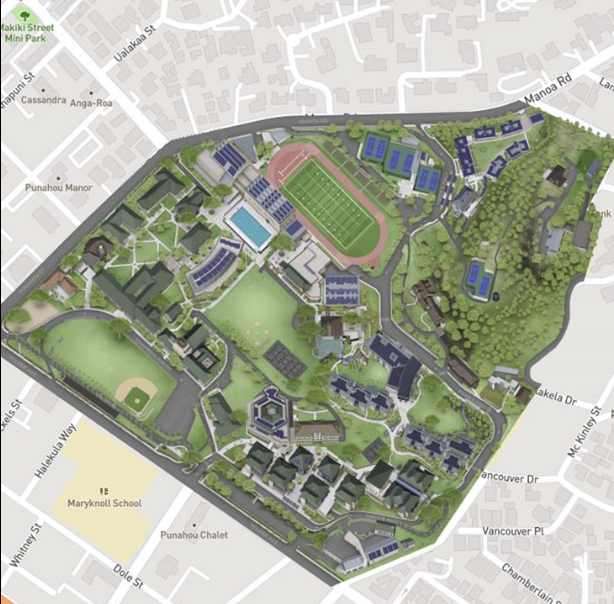 Makiki Street
Mini Park
Ualakaa St
Cassandra
Anga-Roa
Manoa Rd
Punahou Manor
Halekula Way
Mc Kinley St
Maryknoll School
Vancouver Dr
Whitney St
Punahou Chalet
Vancouver Pl
Dole St
Chamberlain